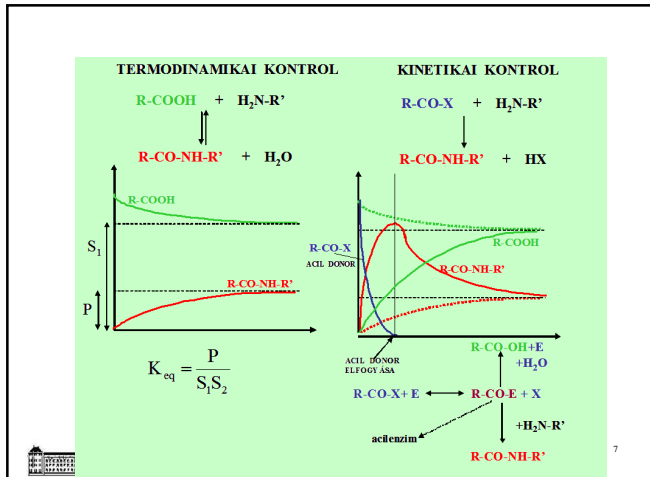 TERMODINAMIKAI KONTROL
R-COOH + H₂N-R’
R-CO-NH-R’ + H₂O
R-COOH
S₁
R-CO-NH-R’
P
K_eq = P / S₁S₂
KINETIKAI KONTROL
R-CO-X + H₂N-R’
R-CO-NH-R’ + HX
R-COOH
R-CO-X
ACIL DONOR
R-CO-NH-R’
ACIL DONOR
ELFOGYÁSA
R-CO-OH+E
+H₂O
R-CO-X+ E R-CO-E + X
+H₂N-R’
acilenzim
R-CO-NH-R’
7